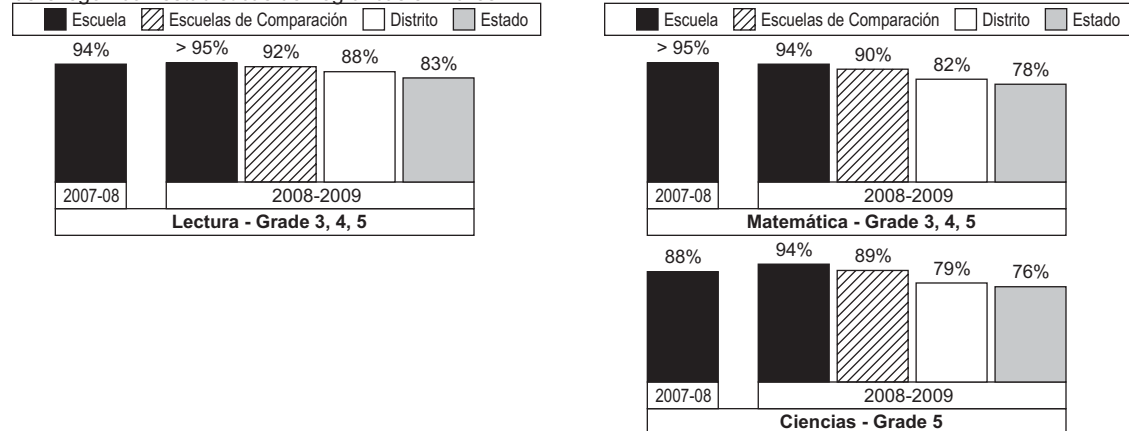 Escuela Escuelas de Comparación Distrito Estado
94% > 95% 92% 88% 83%
2007-08 2008-2009
Lectura - Grade 3, 4, 5
Escuela Escuelas de Comparación Distrito Estado
> 95% 94% 90% 82% 78%
2007-08 2008-2009
Matemática - Grade 3, 4, 5
88% 94% 89% 79% 76%
2007-08 2008-2009
Ciencias - Grade 5